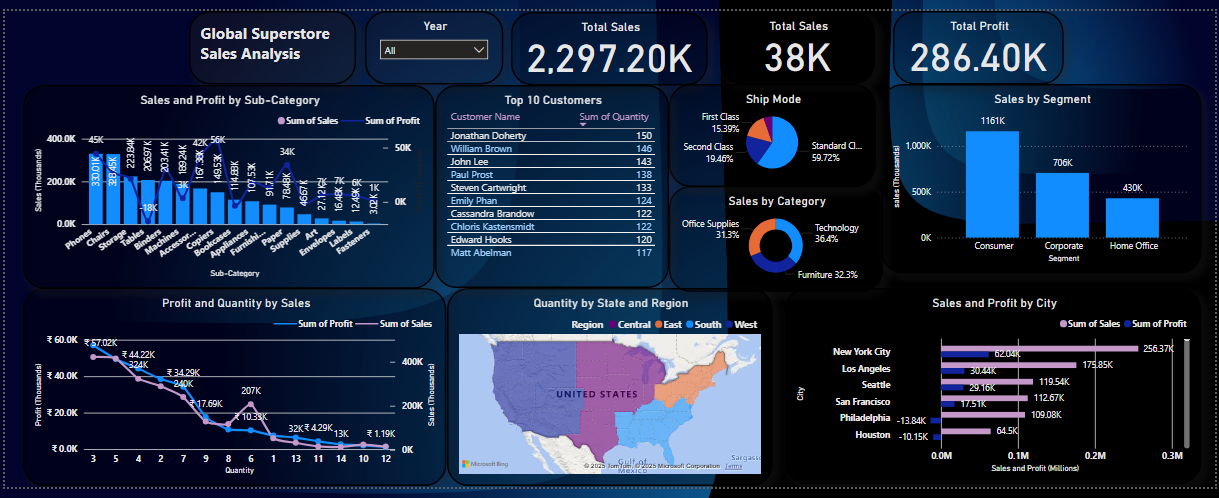 Global Superstore
Sales Analysis
Year
All
Total Sales
2,297.20K
Total Sales
38K
Total Profit
286.40K
Sales and Profit by Sub-Category
Sum of Sales
Sum of Profit
Sales (Thousands)
400.0K
200.0K
0.0K
50K
0K
45K
330.01K
328.45K
223.84K
206.97K
-18K
203.41K
189.24K
3K
42K
167.38K
56K
149.53K
114.88K
107.53K
91.71K
34K
78.48K
27.12K
16.48K
7K
12.49K
6K
1K
Phones
Chairs
Storage
Tables
Binders
Machines
Accessor...
Copiers
Bookcases
Appliances
Furnishi...
Paper
Supplies
Art
Envelopes
Labels
Fasteners
Sub-Category
Top 10 Customers
Customer Name Sum of Quantity
Jonathan Doherty 150
William Brown 146
John Lee 143
Paul Prost 138
Steven Cartwright 133
Emily Phan 124
Cassandra Brandow 122
Chloris Kastensmidt 122
Edward Hooks 120
Matt Abelman 117
Ship Mode
First Class
15.39%
Second Class
19.46%
Standard Cl...
59.72%
Sales by Category
Office Supplies
31.3%
Technology
36.4%
Furniture 32.3%
Sales by Segment
sales (Thousands)
1,000K
500K
0K
1161K
706K
430K
Consumer
Corporate
Home Office
Segment
Profit and Quantity by Sales
Sum of Profit
Sum of Sales
Profit (Thousands)
₹ 60.0K
₹ 40.0K
₹ 20.0K
₹ 0.0K
₹ 57.02K
₹ 44.22K
324K
₹ 34.29K
240K
₹ 17.69K
207K
₹ 10.33K
32K
₹ 4.29K
13K
₹ 1.19K
400K
200K
0K
Sales (Thousands)
3 5 4 2 7 9 8 6 1 13 11 14 10 12
Quantity
Quantity by State and Region
Region Central East South West
UNITED STATES
Gulf of
Mexico
Sargass
Microsoft Bing
© 2025 TomTom, © 2025 Microsoft Corporation Terms
Sales and Profit by City
Sum of Sales
Sum of Profit
City
New York City
256.37K
62.04K
Los Angeles
175.85K
30.44K
Seattle
119.54K
29.16K
San Francisco
112.67K
17.51K
Philadelphia
109.08K
-13.84K
Houston
64.5K
-10.15K
0.0M 0.1M 0.2M 0.3M
Sales and Profit (Millions)